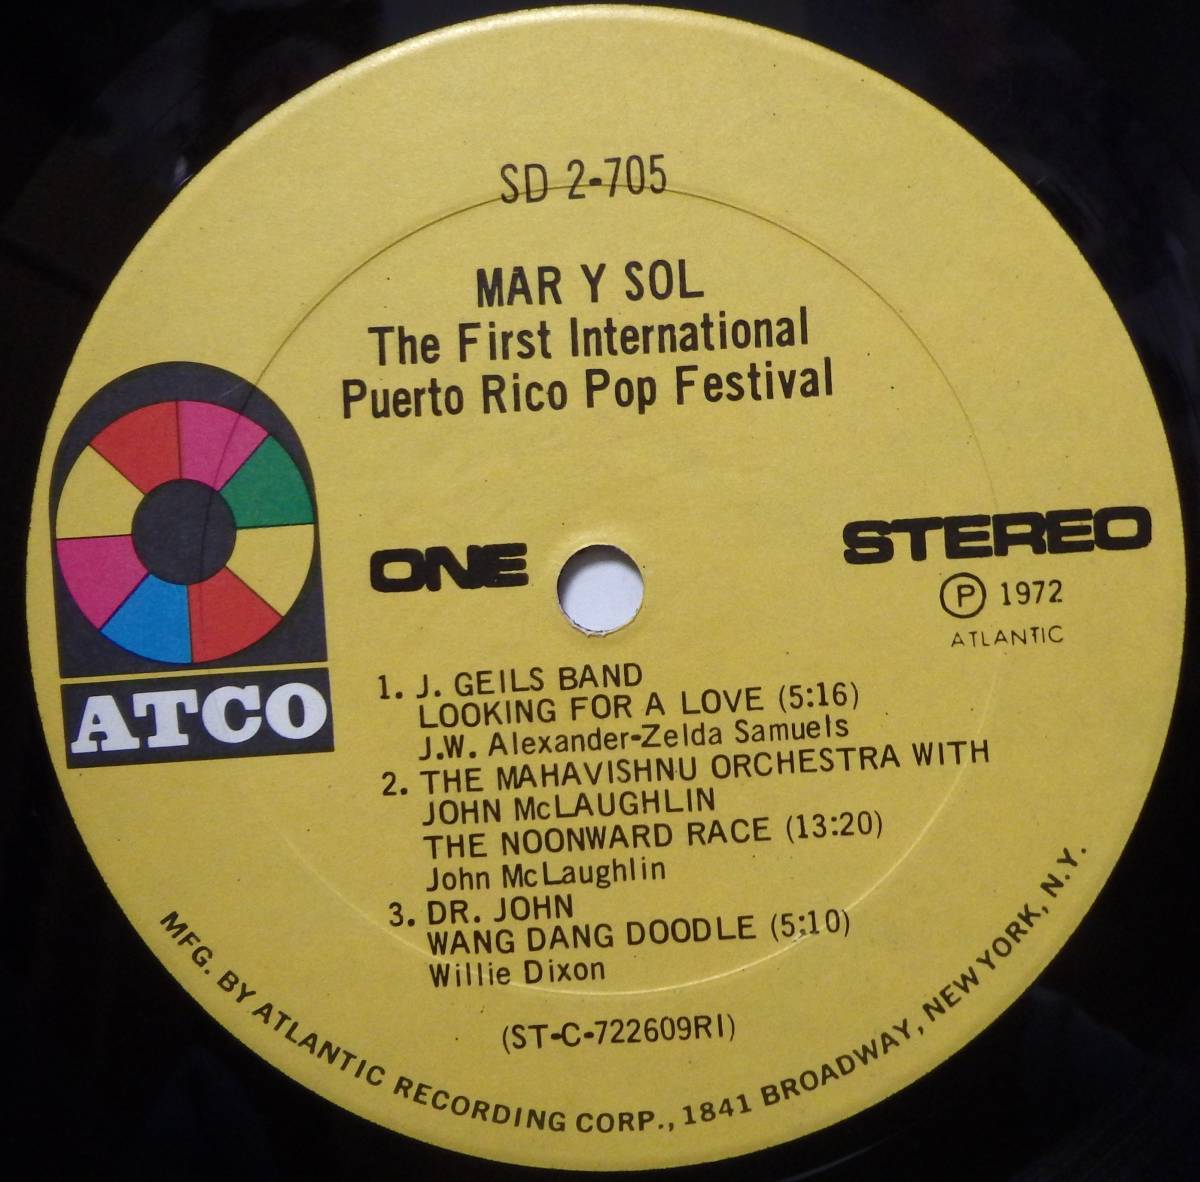 SD 2-705
MAR Y SOL
The First International
Puerto Rico Pop Festival
ONE
STEREO
Ⓟ 1972
ATLANTIC
ATCO
1. J. GEILS BAND
LOOKING FOR A LOVE (5:16)
J.W. Alexander-Zelda Samuels
2. THE MAHAVISHNU ORCHESTRA WITH
JOHN McLAUGHLIN
THE NOONWARD RACE (13:20)
John McLaughlin
3. DR. JOHN
WANG DANG DOODLE (5:10)
Willie Dixon
(ST-C-722609RI)
MFG. BY ATLANTIC RECORDING CORP., 1841 BROADWAY, NEW YORK, N.Y.